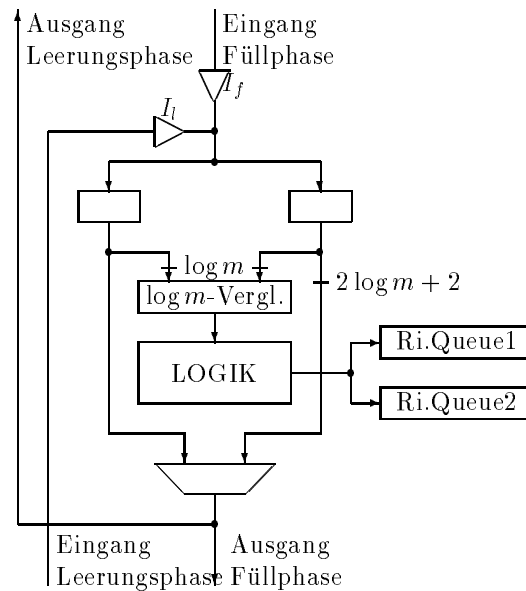 Ausgang
Leerungsphase
Eingang
Füllphase
I_f
I_l
log m
log m-Vergl.
2 log m + 2
LOGIK
Ri.Queue1
Ri.Queue2
Eingang
Leerungsphase
Ausgang
Füllphase